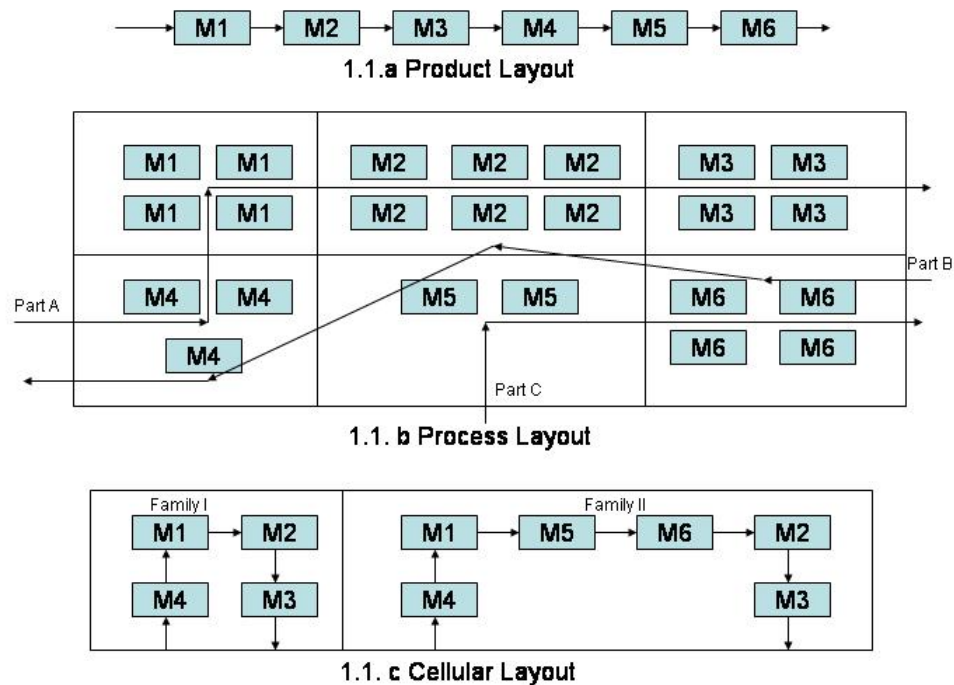 M1 M2 M3 M4 M5 M6
1.1.a Product Layout
M1 M1 M2 M2 M2 M3 M3
M1 M1 M2 M2 M2 M3 M3
Part B
M4 M4 M5 M5 M6 M6
Part A
M4 M6 M6
Part C
1.1. b Process Layout
Family I Family II
M1 M2 M1 M5 M6 M2
M4 M3 M4 M3
1.1. c Cellular Layout